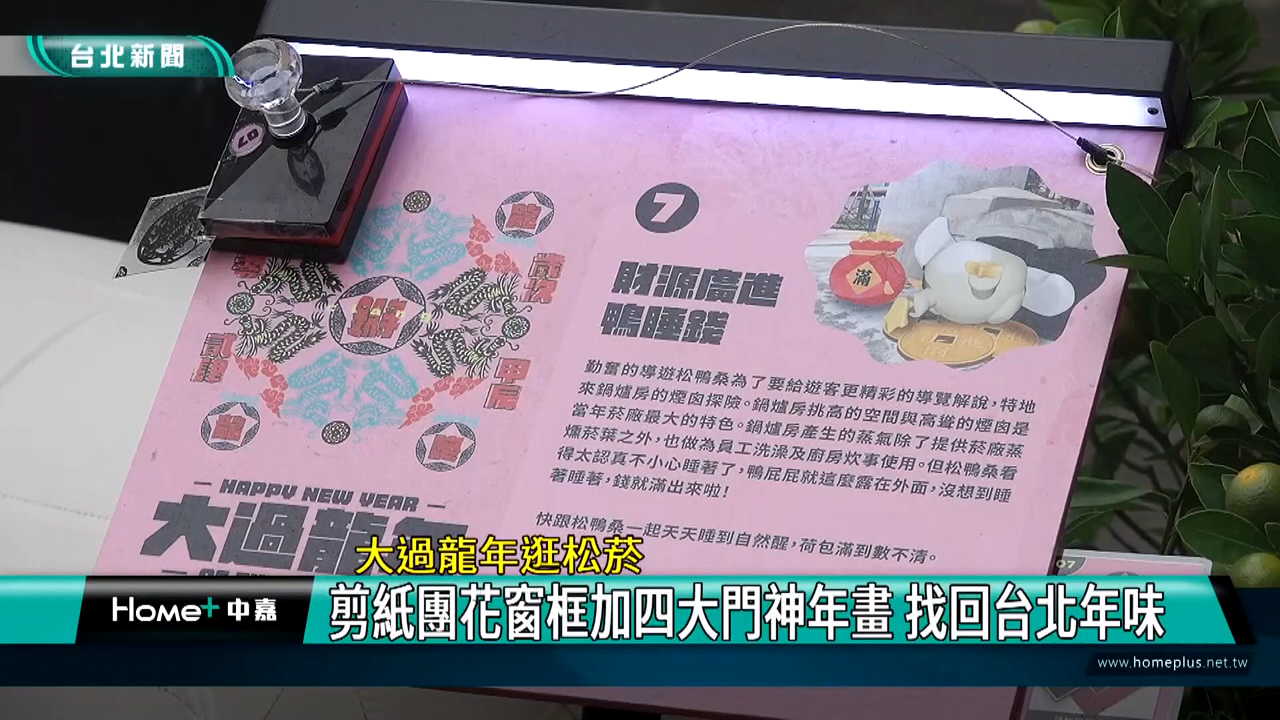 台北新聞
07
7
滿
財源廣進
鴨睡錢
歲次
甲辰
勤奮的導遊松鴨桑為了要給遊客更精彩的導覽解說,特地
來鍋爐房的煙囪探險。鍋爐房挑高的空間與高聳的煙囪是
當年菸廠最大的特色。鍋爐房產生的蒸氣除了提供菸廠蒸
燻菸葉之外,也做為員工洗澡及廚房炊事使用。但松鴨桑看
得太認真不小心睡著了,鴨屁屁就這麼露在外面,沒想到睡
著睡著,錢就滿出來啦!
快跟松鴨桑一起天天睡到自然醒,荷包滿到數不清。
— HAPPY NEW YEAR —
大過龍年
大過龍年逛松菸
07
Home+ 中嘉
剪紙團花窗框加四大門神年畫 找回台北年味
www.homeplus.net.tw